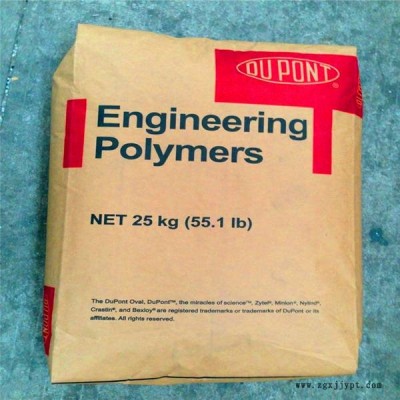 DU PONT
®
Engineering
Polymers
NET 25 kg (55.1 lb)
The DuPont Oval, DuPont™, the miracles of science™, Zytel®, Minlon®, Nylind®,
Crastin®, and Bexloy® are registered trademarks or trademarks of DuPont or its
affiliates. All rights reserved.
www.zgxjjypt.com